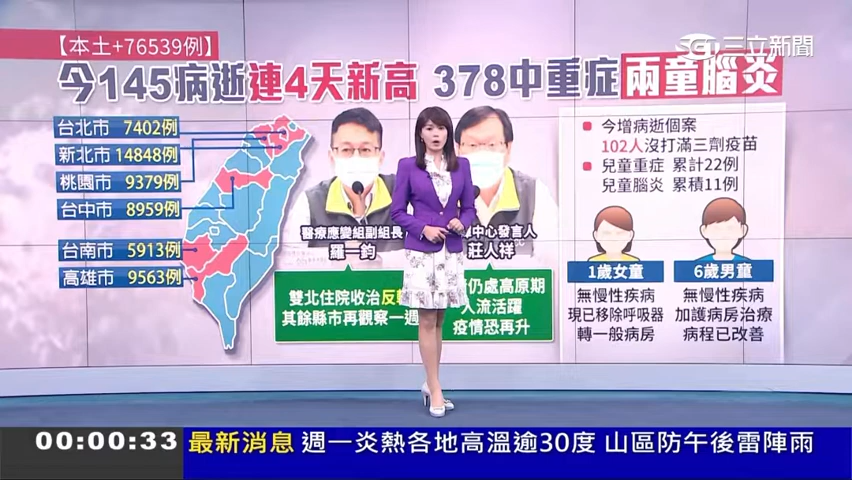 【本土+76539例】
SETN 三立新聞
今145病逝連4天新高 378中重症 兩童腦炎
台北市 7402例
新北市 14848例
桃園市 9379例
台中市 8959例
台南市 5913例
高雄市 9563例
醫療應變組副組長
羅一鈞
雙北住院收治反
其餘縣市再觀察一週
中心發言人
莊人祥
仍處高原期
人流活躍
疫情恐再升
今增病逝個案
102人沒打滿三劑疫苗
兒童重症 累計22例
兒童腦炎 累積11例
1歲女童
無慢性疾病
現已移除呼吸器
轉一般病房
6歲男童
無慢性疾病
加護病房治療
病程已改善
00:00:33 最新消息 週一炎熱各地高溫逾30度 山區防午後雷陣雨